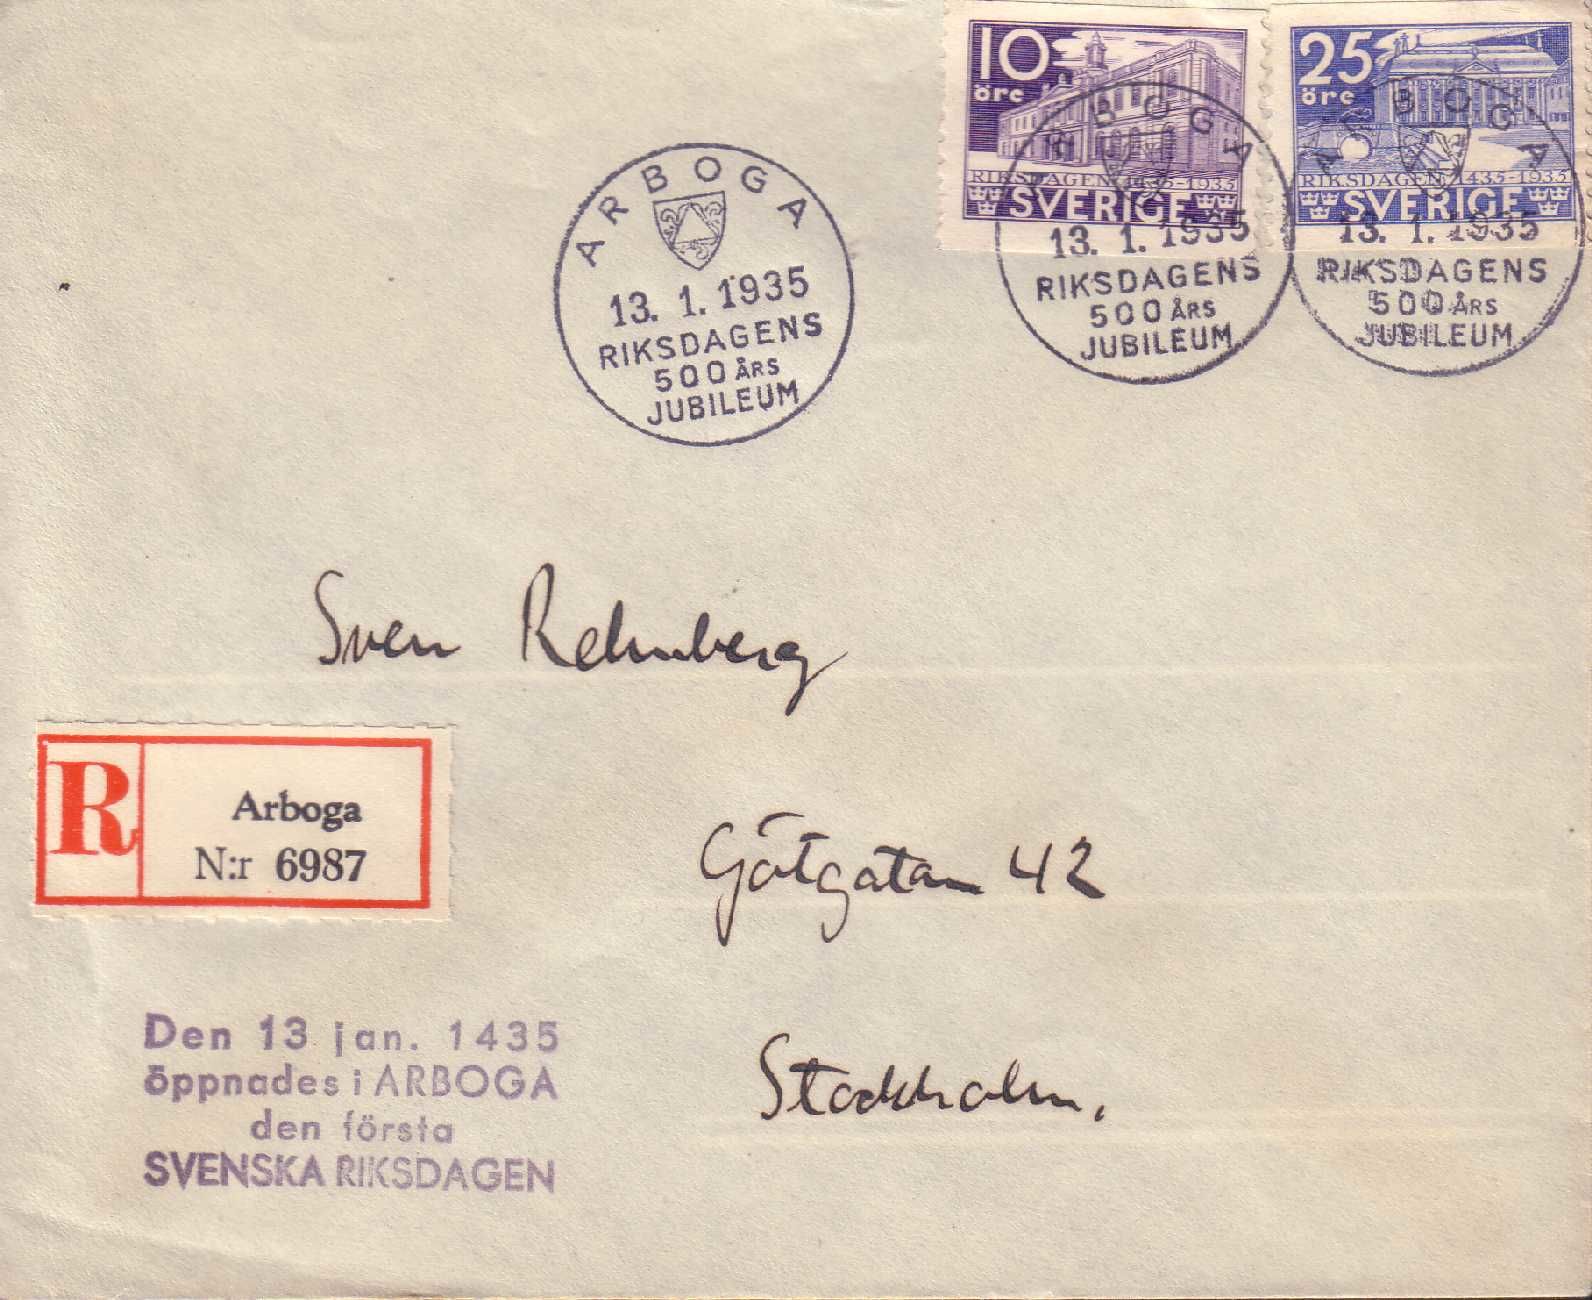 10
öre
RIKSDAGEN 1435-1935
SVERIGE
25
öre
RIKSDAGEN 1435-1935
SVERIGE
ARBOGA
13. 1. 1935
RIKSDAGENS
500 ÅRS
JUBILEUM
ARBOGA
13. 1. 1935
RIKSDAGENS
500 ÅRS
JUBILEUM
ARBOGA
13. 1. 1935
RIKSDAGENS
500 ÅRS
JUBILEUM
Sven Rehnberg
R
Arboga
N:r 6987
Götgatan 42
Stockholm.
Den 13 jan. 1435
öppnades i ARBOGA
den första
SVENSKA RIKSDAGEN